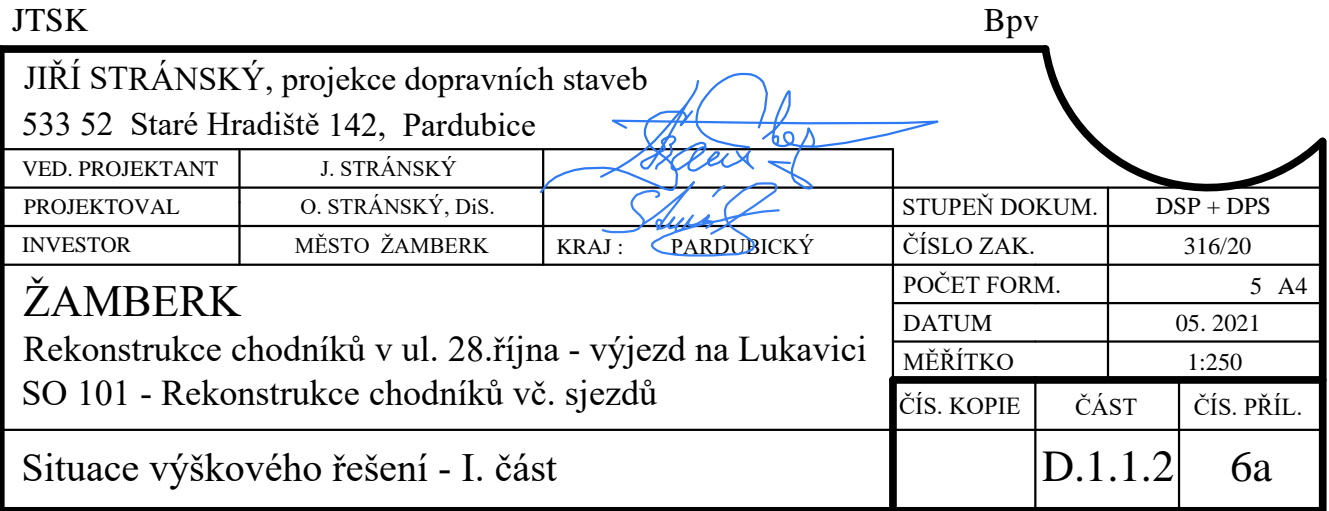 JTSK Bpv
JIŘÍ STRÁNSKÝ, projekce dopravních staveb
533 52 Staré Hradiště 142, Pardubice
VED. PROJEKTANT J. STRÁNSKÝ
PROJEKTOVAL O. STRÁNSKÝ, DiS.
INVESTOR MĚSTO ŽAMBERK KRAJ : PARDUBICKÝ
STUPEŇ DOKUM. DSP + DPS
ČÍSLO ZAK. 316/20
POČET FORM. 5 A4
DATUM 05. 2021
MĚŘÍTKO 1:250
ŽAMBERK
Rekonstrukce chodníků v ul. 28.října - výjezd na Lukavici
SO 101 - Rekonstrukce chodníků vč. sjezdů
ČÍS. KOPIE ČÁST ČÍS. PŘÍL.
D.1.1.2 6a
Situace výškového řešení - I. část